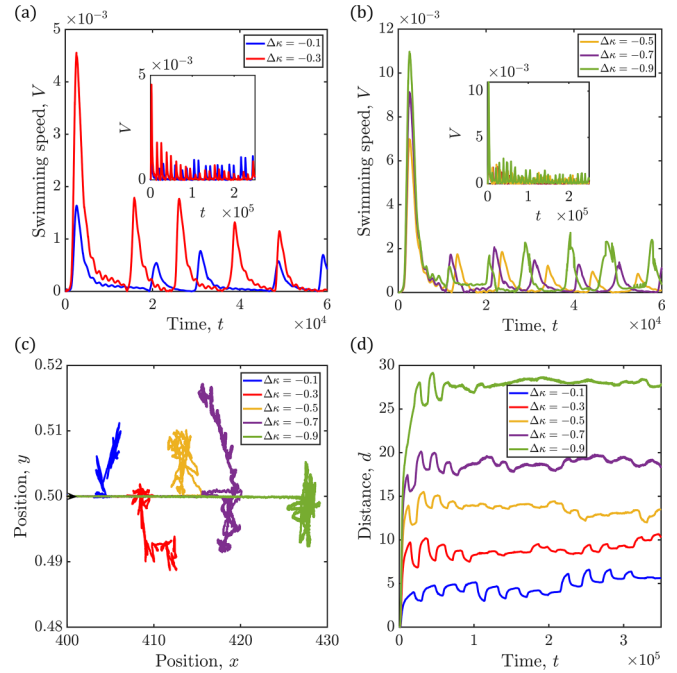 (a)
×10⁻³
Swimming speed, V
5
4
3
2
1
0
Δκ = −0.1
Δκ = −0.3
5
×10⁻³
V
0
0
1
2
t
×10⁵
0
2
4
6
Time, t
×10⁴
(b)
×10⁻³
Swimming speed, V
12
10
8
6
4
2
0
Δκ = −0.5
Δκ = −0.7
Δκ = −0.9
×10⁻³
10
5
0
V
0
1
2
t
×10⁵
0
2
4
6
Time, t
×10⁴
(c)
Position, y
0.52
0.51
0.50
0.49
0.48
Δκ = −0.1
Δκ = −0.3
Δκ = −0.5
Δκ = −0.7
Δκ = −0.9
400
410
420
430
Position, x
(d)
Distance, d
30
25
20
15
10
5
0
Δκ = −0.1
Δκ = −0.3
Δκ = −0.5
Δκ = −0.7
Δκ = −0.9
0
1
2
3
Time, t
×10⁵